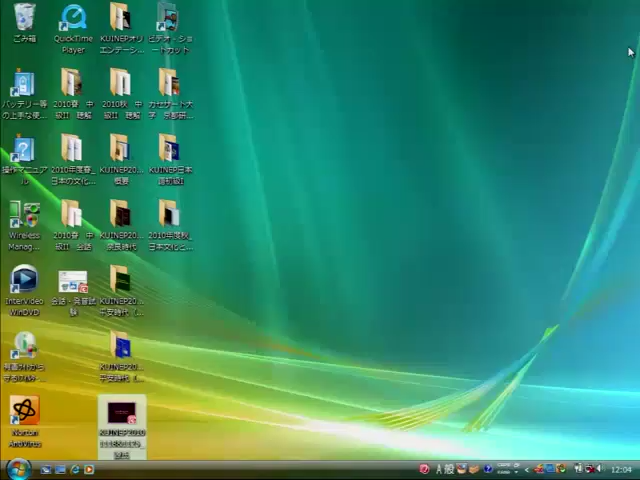 ごみ箱
QuickTime
Player
KUINEPオリ
エンテーシ...
ビデオ - ショ
ートカット
バッテリー等
の上手な使...
2010春 中
級II 聴解
2010秋 中
級II 聴解
カセサート大
学 京都研...
操作マニュア
ル
2010年度春_
日本の文化...
KUINEP20...
概要
KUINEP日本
語初級I
Wireless
Manag...
2010春 中
級II 会話
KUINEP20...
奈良時代
2010年度秋_
日本文化と...
InterVideo
WinDVD
会話・発音試
験
KUINEP20...
平安時代 (...
KUINEP20...
平安時代 (...
Norton
AntiVirus
KUINEP2010
A 般
12:04